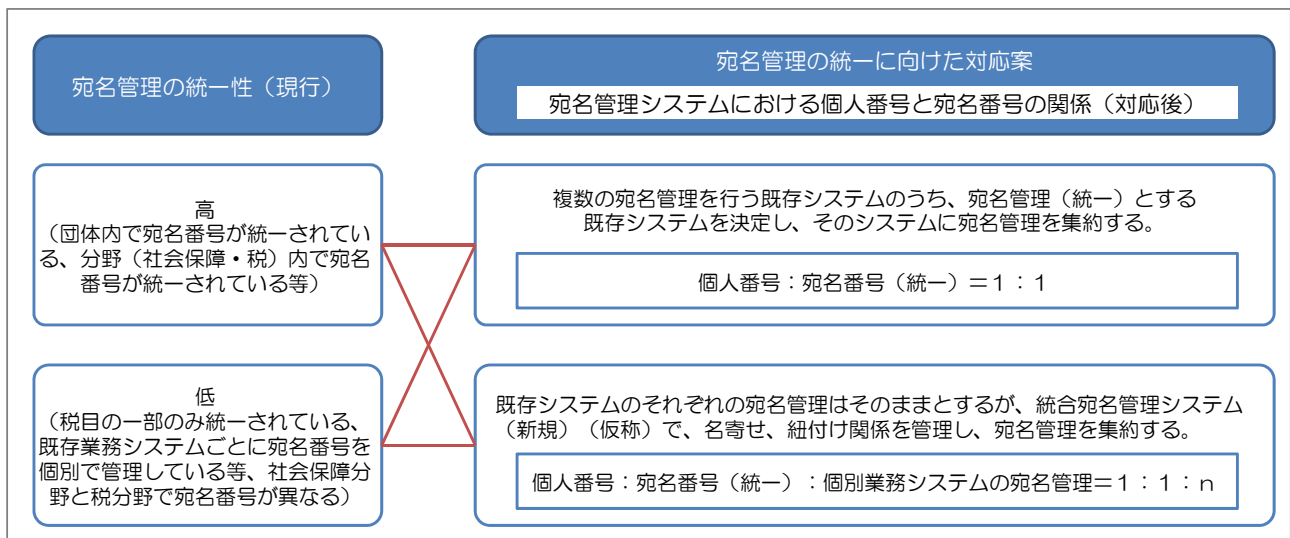 宛名管理の統一性（現行）
宛名管理の統一に向けた対応案
宛名管理システムにおける個人番号と宛名番号の関係（対応後）
高
（団体内で宛名番号が統一されてい
る、分野（社会保障・税）内で宛名
番号が統一されている等）
複数の宛名管理を行う既存システムのうち、宛名管理（統一）とする
既存システムを決定し、そのシステムに宛名管理を集約する。
個人番号：宛名番号（統一）＝１：１
低
（税目の一部のみ統一されている、
既存業務システムごとに宛名番号を
個別で管理している等、社会保障分
野と税分野で宛名番号が異なる）
既存システムのそれぞれの宛名管理はそのままとするが、統合宛名管理システム
（新規）（仮称）で、名寄せ、紐付け関係を管理し、宛名管理を集約する。
個人番号：宛名番号（統一）：個別業務システムの宛名管理＝１：１：ｎ